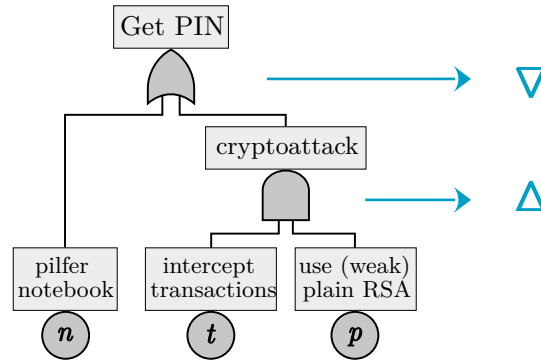 Get PIN
∇
cryptoattack
Δ
pilfer
notebook
intercept
transactions
use (weak)
plain RSA
n
t
p